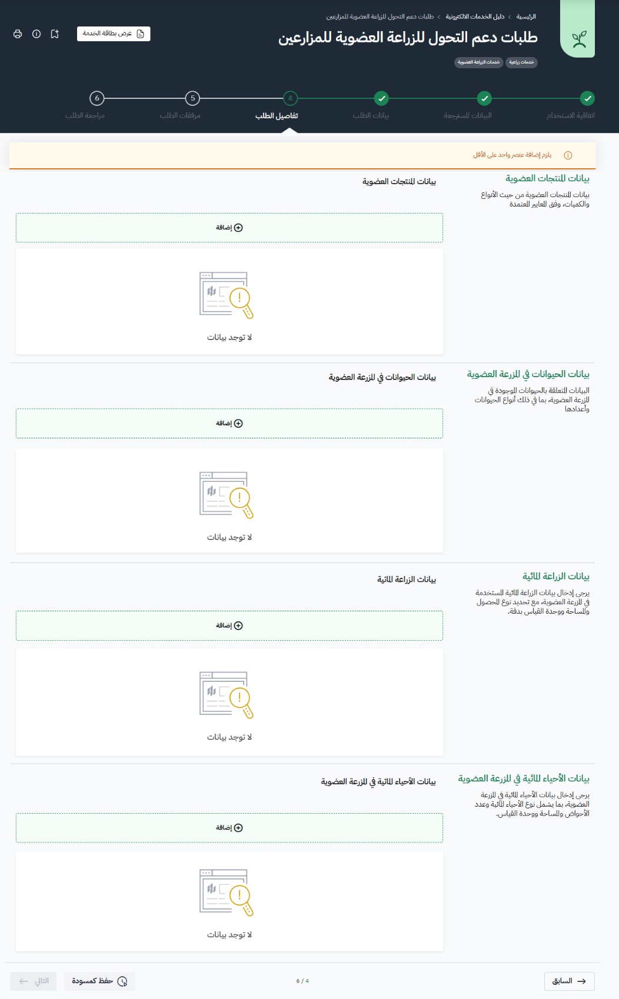 الرئيسية > دليل الخدمات الالكترونية > طلبات دعم التحول للزراعة العضوية للمزارعين
طلبات دعم التحول للزراعة العضوية للمزارعين
عرض بطاقة الخدمة
خدمات زراعية خدمات الزراعة العضوية
4 5 6
اتفاقية الاستخدام البيانات المسترجعة بيانات الطلب تفاصيل الطلب مرفقات الطلب مراجعة الطلب
يلزم إضافة عنصر واحد على الأقل
بيانات المنتجات العضوية
بيانات المنتجات العضوية من حيث الأنواع
والكميات، وفق المعايير المعتمدة
بيانات المنتجات العضوية
إضافة
لا توجد بيانات
بيانات الحيوانات في المزرعة العضوية
البيانات المتعلقة بالحيوانات الموجودة في
المزرعة العضوية، بما في ذلك أنواع الحيوانات
وأعدادها
بيانات الحيوانات في المزرعة العضوية
إضافة
لا توجد بيانات
بيانات الزراعة المائية
يرجى إدخال بيانات الزراعة المائية المستخدمة
في المزرعة العضوية، مع تحديد نوع المحصول
والمساحة ووحدة القياس بدقة.
بيانات الزراعة المائية
إضافة
لا توجد بيانات
بيانات الأحياء المائية في المزرعة العضوية
يرجى إدخال بيانات الأحياء المائية في المزرعة
العضوية، بما يشمل نوع الأحياء المائية وعدد
الأحواض والمساحة ووحدة القياس.
بيانات الأحياء المائية في المزرعة العضوية
إضافة
لا توجد بيانات
السابق
4 / 6
حفظ كمسودة
التالي